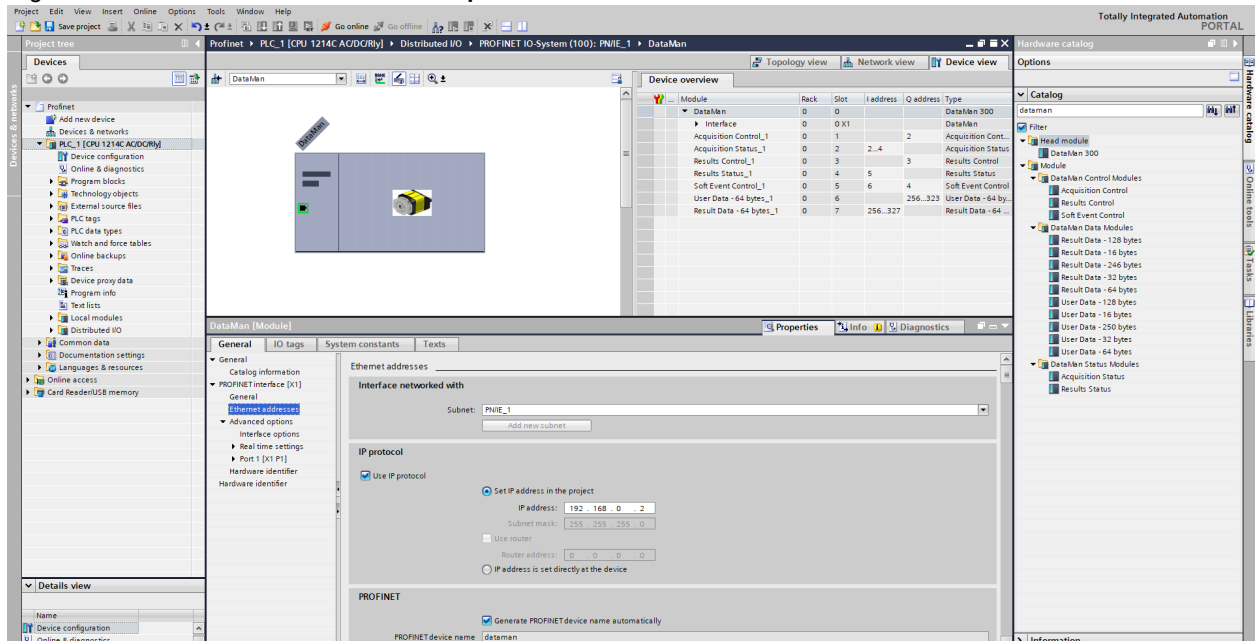 Project Edit View Insert Online Options Tools Window Help
Save project Go online Go offline
Totally Integrated Automation
PORTAL
Project tree
Devices
Profinet
Add new device
Devices & networks
PLC_1 [CPU 1214C AC/DC/Rly]
Device configuration
Online & diagnostics
Program blocks
Technology objects
External source files
PLC tags
PLC data types
Watch and force tables
Online backups
Traces
Device proxy data
Program info
Text lists
Local modules
Distributed I/O
Common data
Documentation settings
Languages & resources
Online access
Card Reader/USB memory
Details view
Name
Device configuration
Online & diagnostics
Devices & networks
Profinet PLC_1 [CPU 1214C AC/DC/Rly] Distributed I/O PROFINET IO-System (100): PN/IE_1 DataMan
Topology view Network view Device view
DataMan
DataMan
Device overview
... Module Rack Slot I address Q address Type
DataMan 0 0 DataMan 300
Interface 0 0 X1 DataMan
Acquisition Control_1 0 1 2 Acquisition Cont...
Acquisition Status_1 0 2 2...4 Acquisition Status
Results Control_1 0 3 3 Results Control
Results Status_1 0 4 5 Results Status
Soft Event Control_1 0 5 6 4 Soft Event Control
User Data - 64 bytes_1 0 6 256...323 User Data - 64 by...
Result Data - 64 bytes_1 0 7 256...327 Result Data - 64 ...
DataMan [Module]
Properties Info Diagnostics
General IO tags System constants Texts
General
Catalog information
PROFINET interface [X1]
General
Ethernet addresses
Advanced options
Interface options
Real time settings
Port 1 [X1 P1]
Hardware identifier
Hardware identifier
Ethernet addresses
Interface networked with
Subnet: PN/IE_1
Add new subnet
IP protocol
Use IP protocol
Set IP address in the project
IP address: 192 . 168 . 0 . 2
Subnet mask: 255 . 255 . 255 . 0
Use router
Router address: 0 . 0 . 0 . 0
IP address is set directly at the device
PROFINET
Generate PROFINET device name automatically
PROFINET device name dataman
Hardware catalog
Options
Catalog
dataman
Filter
Head module
DataMan 300
Module
DataMan Control Modules
Acquisition Control
Results Control
Soft Event Control
DataMan Data Modules
Result Data - 128 bytes
Result Data - 16 bytes
Result Data - 246 bytes
Result Data - 32 bytes
Result Data - 64 bytes
User Data - 128 bytes
User Data - 16 bytes
User Data - 250 bytes
User Data - 32 bytes
User Data - 64 bytes
DataMan Status Modules
Acquisition Status
Results Status
Information
Hardware catalog
Online tools
Tasks
Libraries